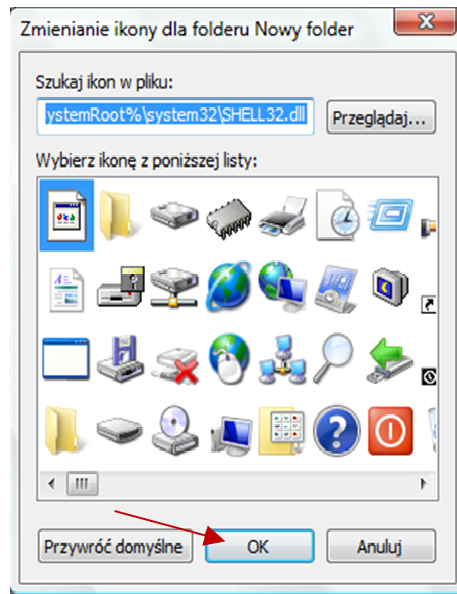 Zmienianie ikony dla folderu Nowy folder
Szukaj ikon w pliku:
ystemRoot%\system32\SHELL32.dll
Przeglądaj...
Wybierz ikonę z poniższej listy:
Przywróć domyślne
OK
Anuluj